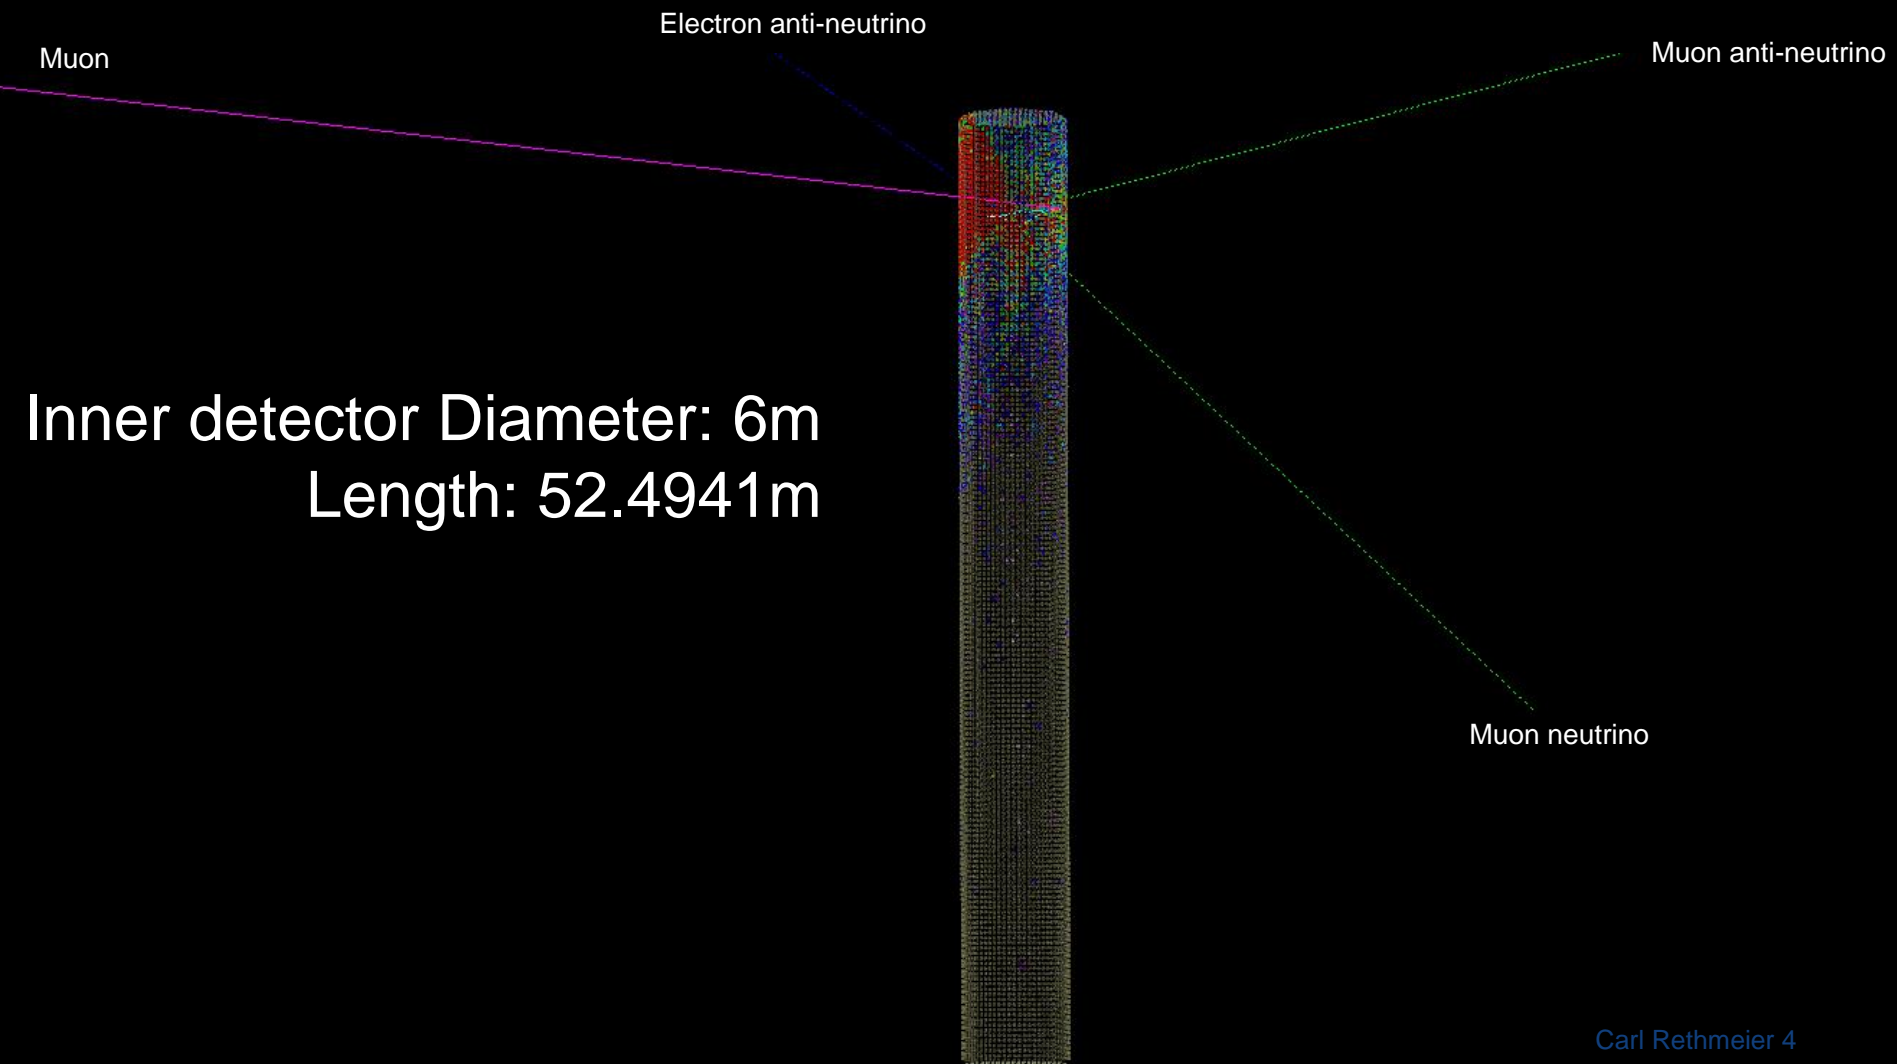 Electron anti-neutrino
Muon
Muon anti-neutrino
Inner detector Diameter: 6m
Length: 52.4941m
Muon neutrino
Carl Rethmeier 4